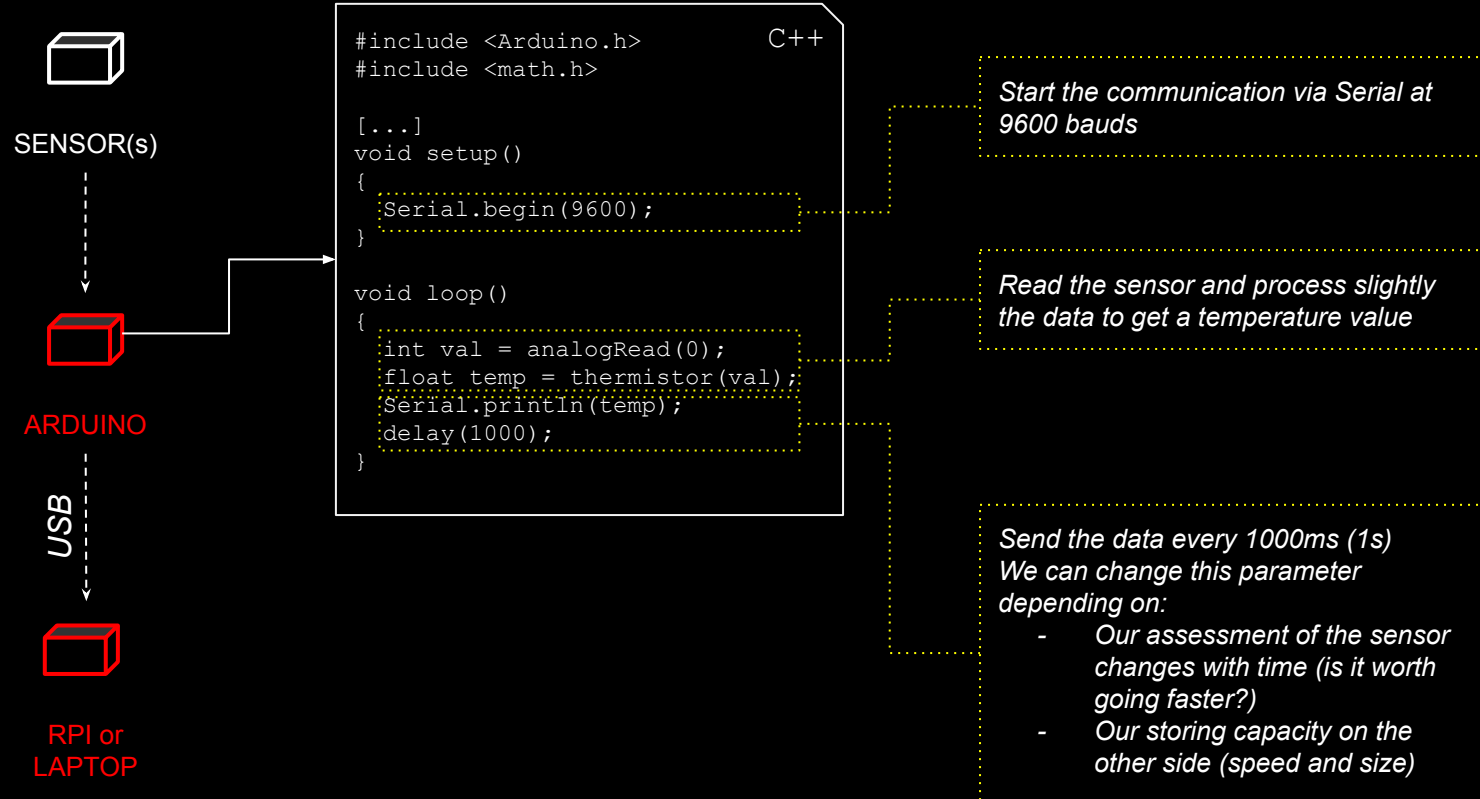 SENSOR(s)
ARDUINO
USB
RPI or
LAPTOP
C++
#include <Arduino.h>
#include <math.h>
[...]
void setup()
{
Serial.begin(9600);
}
void loop()
{
int val = analogRead(0);
float temp = thermistor(val);
Serial.println(temp);
delay(1000);
}
Start the communication via Serial at
9600 bauds
Read the sensor and process slightly
the data to get a temperature value
Send the data every 1000ms (1s)
We can change this parameter
depending on:
- Our assessment of the sensor
changes with time (is it worth
going faster?)
- Our storing capacity on the
other side (speed and size)